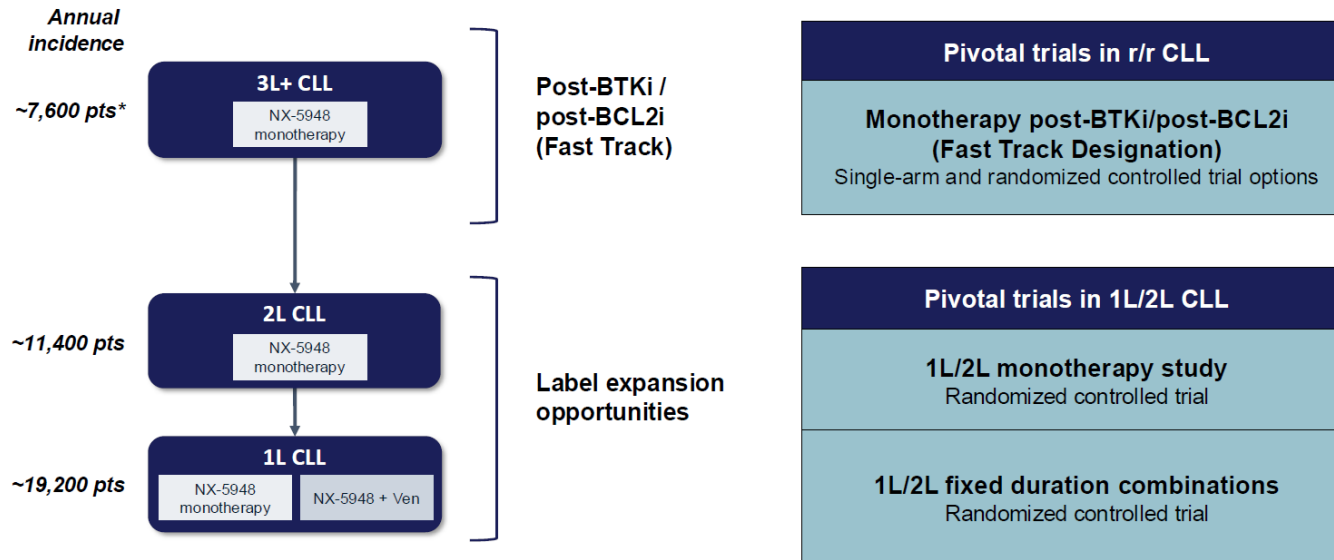 Annual
incidence
~7,600 pts*
3L+ CLL
NX-5948
monotherapy
Post-BTKi /
post-BCL2i
(Fast Track)
~11,400 pts
2L CLL
NX-5948
monotherapy
Label expansion
opportunities
~19,200 pts
1L CLL
NX-5948
monotherapy
NX-5948 + Ven
Pivotal trials in r/r CLL
Monotherapy post-BTKi/post-BCL2i
(Fast Track Designation)
Single-arm and randomized controlled trial options
Pivotal trials in 1L/2L CLL
1L/2L monotherapy study
Randomized controlled trial
1L/2L fixed duration combinations
Randomized controlled trial